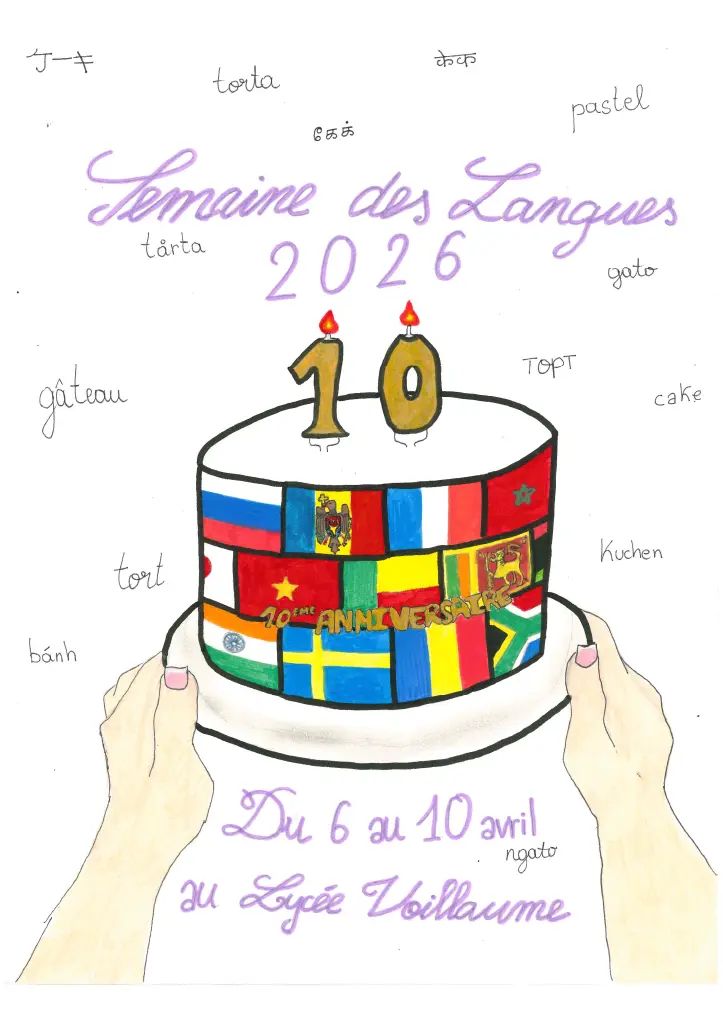 ケーキ
torta
केक
pastel
கேக்
Semaine des Langues
tårta
2026
gato
10
TOPT
gâteau
cake
Kuchen
tort
10ÈME ANNIVERSAIRE
bánh
Du 6 au 10 avril
ngato
au Lycée Voillaume